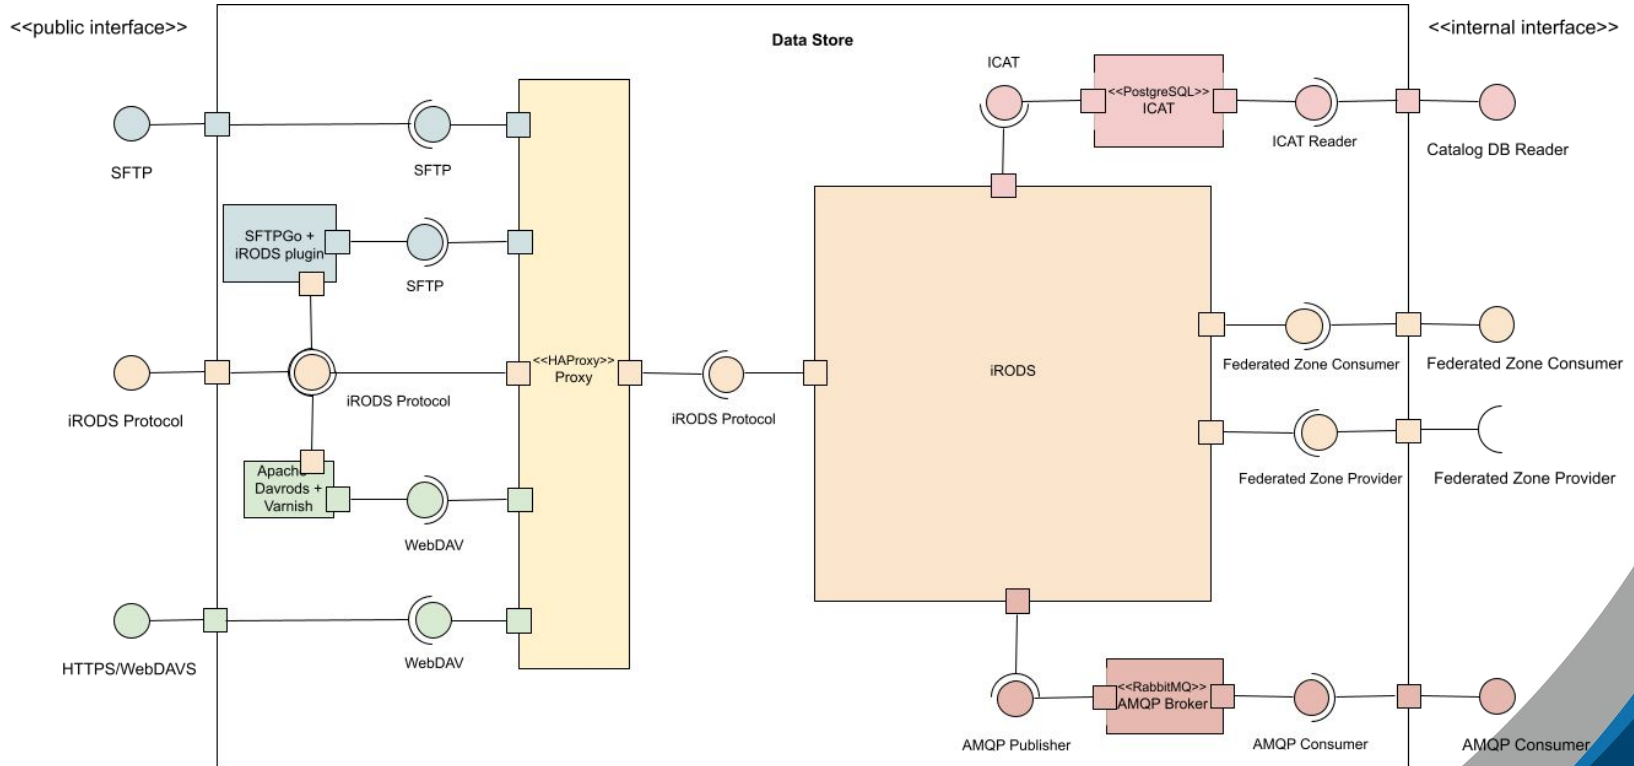 <<public interface>>
Data Store
<<internal interface>>
ICAT
<<PostgreSQL>>
ICAT
SFTP
SFTP
ICAT Reader
Catalog DB Reader
SFTPGo +
iRODS plugin
SFTP
<<HAProxy>>
Proxy
iRODS
Federated Zone Consumer
Federated Zone Consumer
iRODS Protocol
iRODS Protocol
iRODS Protocol
Apache
Davrods +
Varnish
Federated Zone Provider
Federated Zone Provider
WebDAV
HTTPS/WebDAVS
WebDAV
<<RabbitMQ>>
AMQP Broker
AMQP Publisher
AMQP Consumer
AMQP Consumer